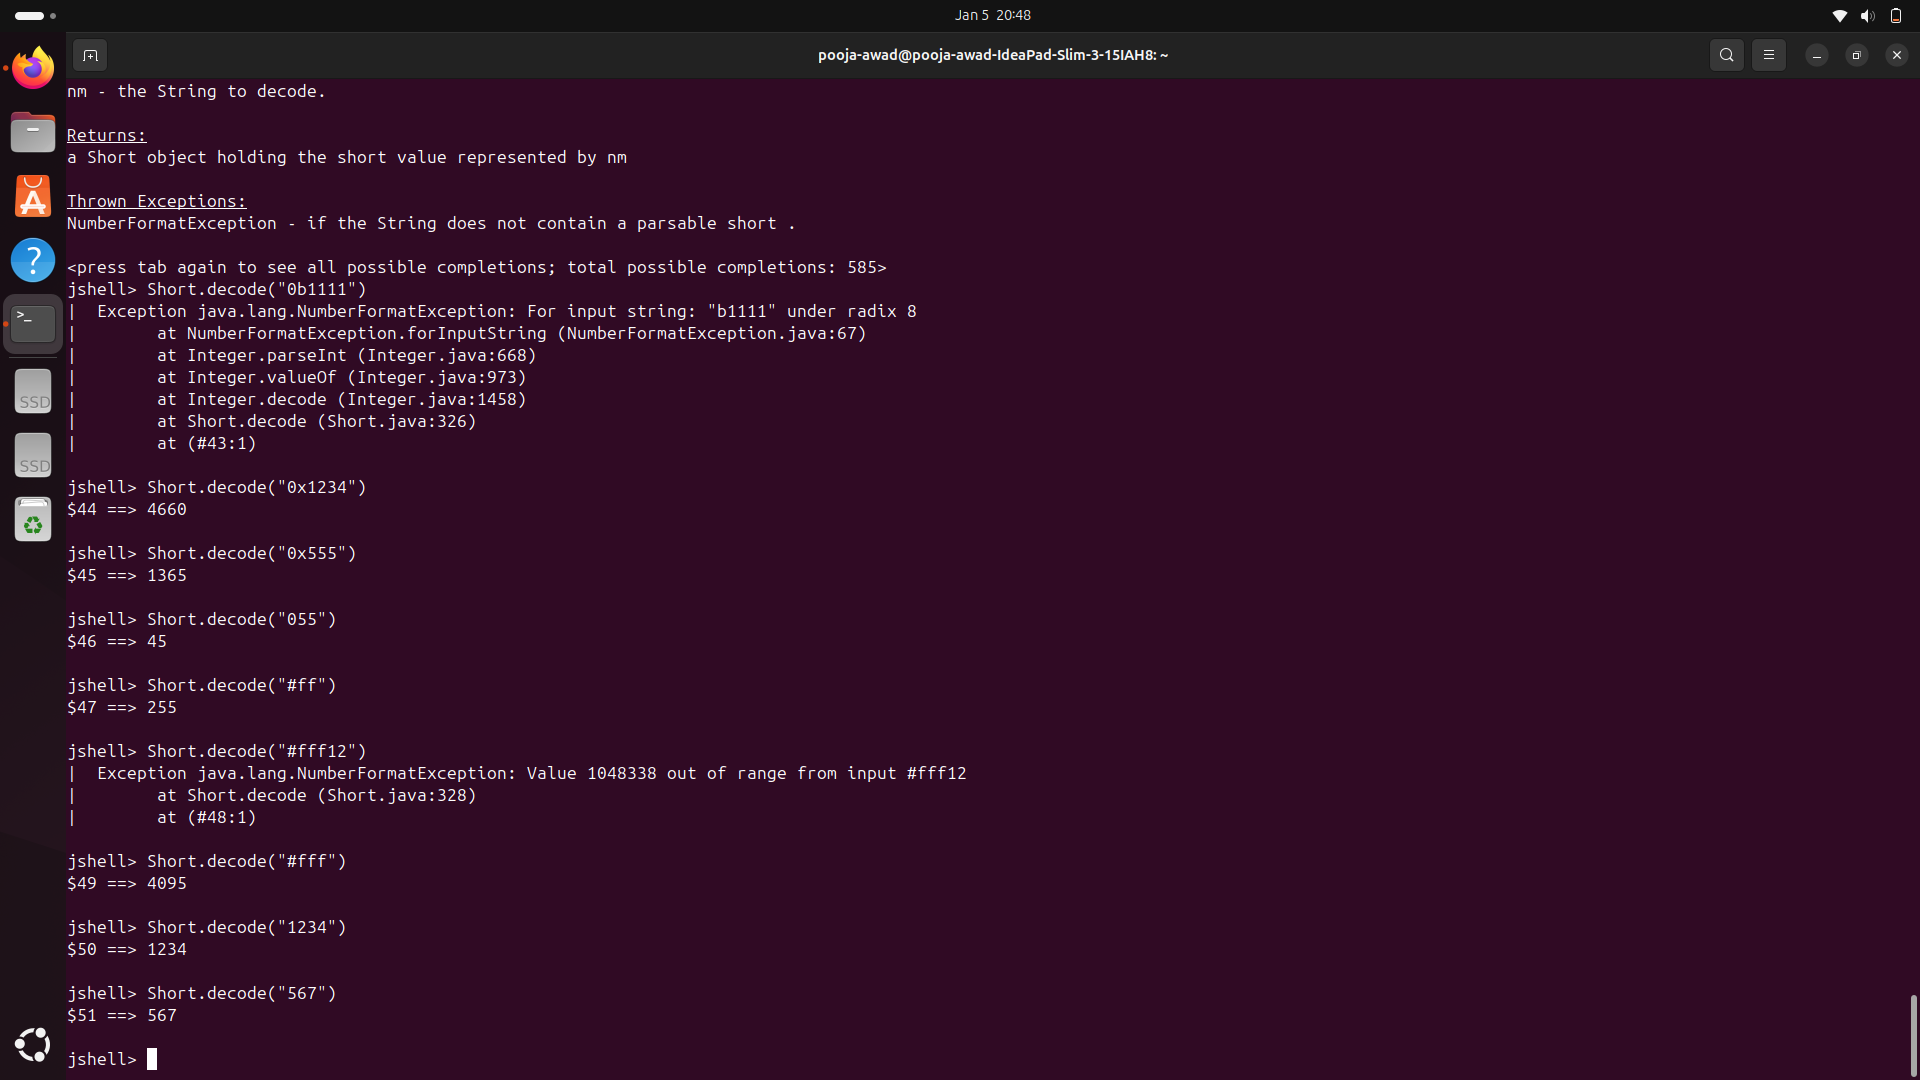 Jan 5 20:48
pooja-awad@pooja-awad-IdeaPad-Slim-3-15IAH8: ~
nm - the String to decode.
Returns:
a Short object holding the short value represented by nm
Thrown Exceptions:
NumberFormatException - if the String does not contain a parsable short .
<press tab again to see all possible completions; total possible completions: 585>
jshell> Short.decode("0b1111")
|  Exception java.lang.NumberFormatException: For input string: "b1111" under radix 8
|        at NumberFormatException.forInputString (NumberFormatException.java:67)
|        at Integer.parseInt (Integer.java:668)
|        at Integer.valueOf (Integer.java:973)
|        at Integer.decode (Integer.java:1458)
|        at Short.decode (Short.java:326)
|        at (#43:1)
jshell> Short.decode("0x1234")
$44 ==> 4660
jshell> Short.decode("0x555")
$45 ==> 1365
jshell> Short.decode("055")
$46 ==> 45
jshell> Short.decode("#ff")
$47 ==> 255
jshell> Short.decode("#fff12")
|  Exception java.lang.NumberFormatException: Value 1048338 out of range from input #fff12
|        at Short.decode (Short.java:328)
|        at (#48:1)
jshell> Short.decode("#fff")
$49 ==> 4095
jshell> Short.decode("1234")
$50 ==> 1234
jshell> Short.decode("567")
$51 ==> 567
jshell>
?
>_
SSD
SSD